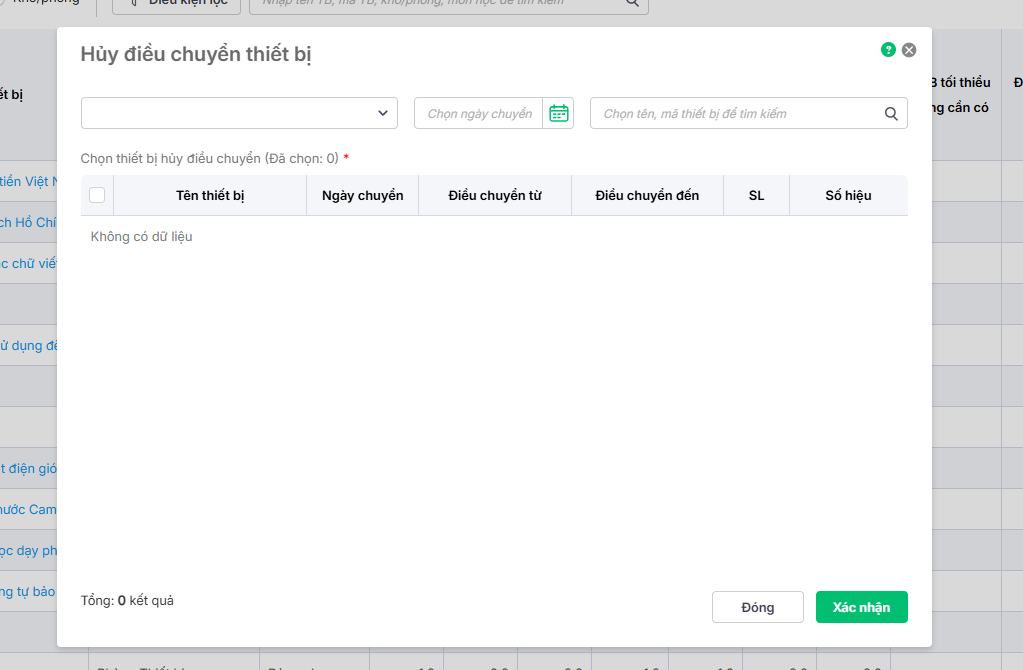 Kho/phòng
Điều kiện lọc
Nhập tên TB, mã TB, kho/phòng, môn học để tìm kiếm
Hủy điều chuyển thiết bị
?
Chọn ngày chuyển
Chọn tên, mã thiết bị để tìm kiếm
Chọn thiết bị hủy điều chuyển (Đã chọn: 0) *
Tên thiết bị
Ngày chuyển
Điều chuyển từ
Điều chuyển đến
SL
Số hiệu
Không có dữ liệu
Tổng: 0 kết quả
Đóng
Xác nhận
ết bị
B tối thiểu
ng cần có
tiền Việt N
ch Hồ Chí
c chữ viế
ử dụng để
t điện gió
nước Cam
ọc dạy ph
ng tự bảo